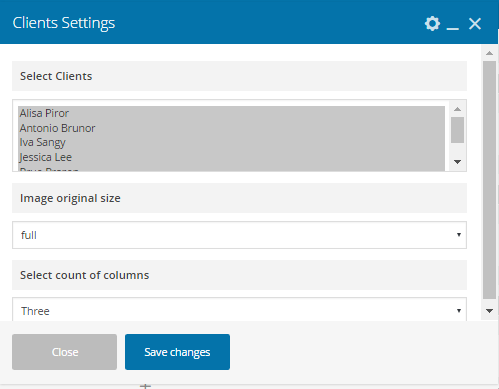 Clients Settings
Select Clients
Alisa Piror
Antonio Brunor
Iva Sangy
Jessica Lee
Image original size
full
Select count of columns
Three
Close
Save changes